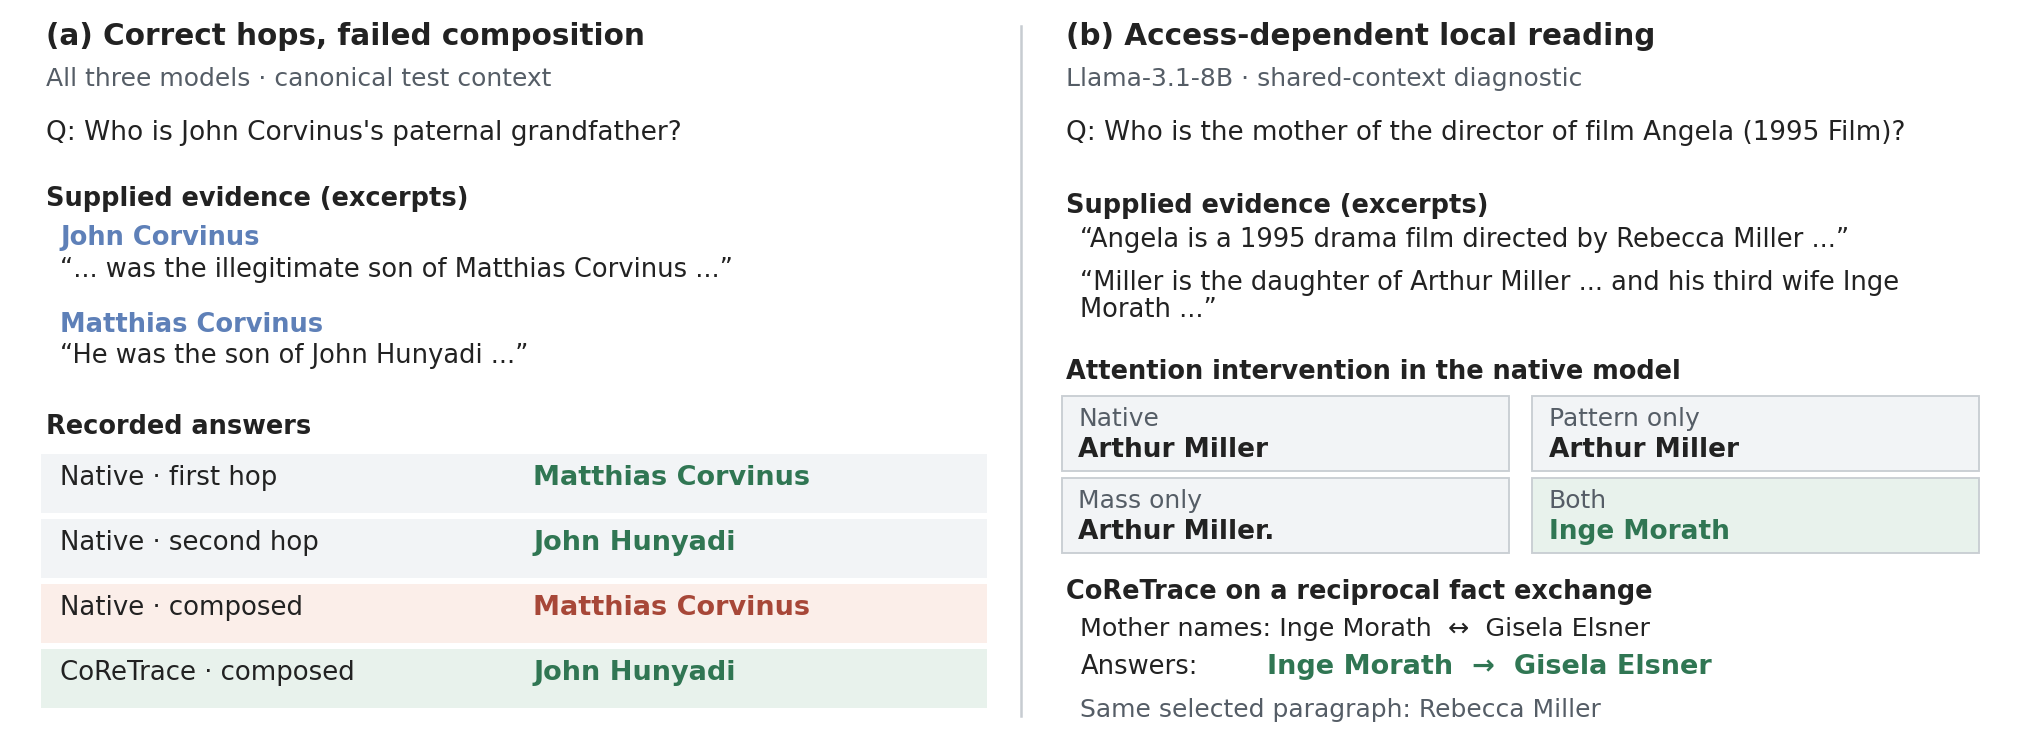 (a) Correct hops, failed composition
All three models · canonical test context
Q: Who is John Corvinus's paternal grandfather?
Supplied evidence (excerpts)
John Corvinus
“... was the illegitimate son of Matthias Corvinus ...”
Matthias Corvinus
“He was the son of John Hunyadi ...”
Recorded answers
Native · first hop Matthias Corvinus
Native · second hop John Hunyadi
Native · composed Matthias Corvinus
CoReTrace · composed John Hunyadi
(b) Access-dependent local reading
Llama-3.1-8B · shared-context diagnostic
Q: Who is the mother of the director of film Angela (1995 Film)?
Supplied evidence (excerpts)
“Angela is a 1995 drama film directed by Rebecca Miller ...”
“Miller is the daughter of Arthur Miller ... and his third wife Inge
Morath ...”
Attention intervention in the native model
Native
Arthur Miller
Pattern only
Arthur Miller
Mass only
Arthur Miller.
Both
Inge Morath
CoReTrace on a reciprocal fact exchange
Mother names: Inge Morath ↔ Gisela Elsner
Answers: Inge Morath → Gisela Elsner
Same selected paragraph: Rebecca Miller